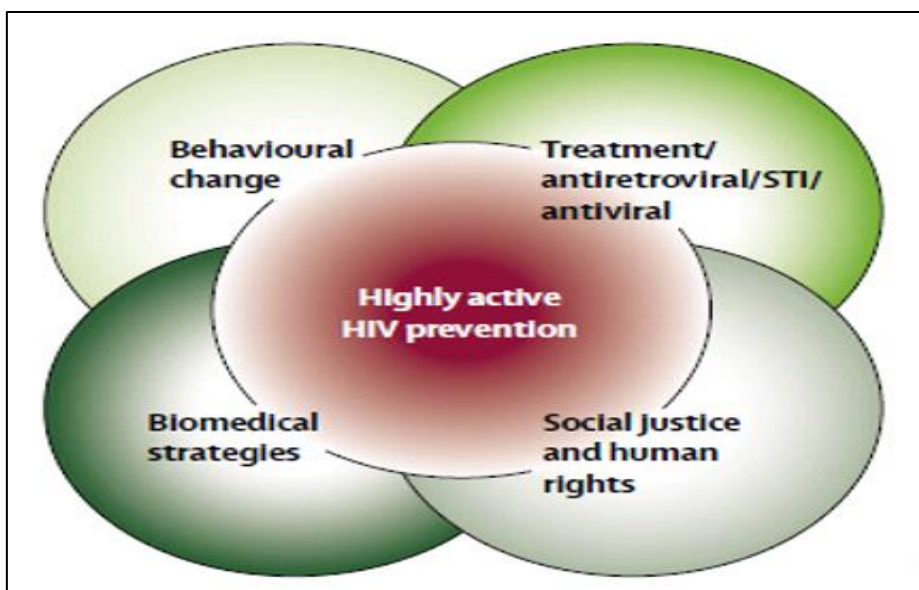 Behavioural
change
Treatment/
antiretroviral/STI/
antiviral
Highly active
HIV prevention
Biomedical
strategies
Social justice
and human
rights